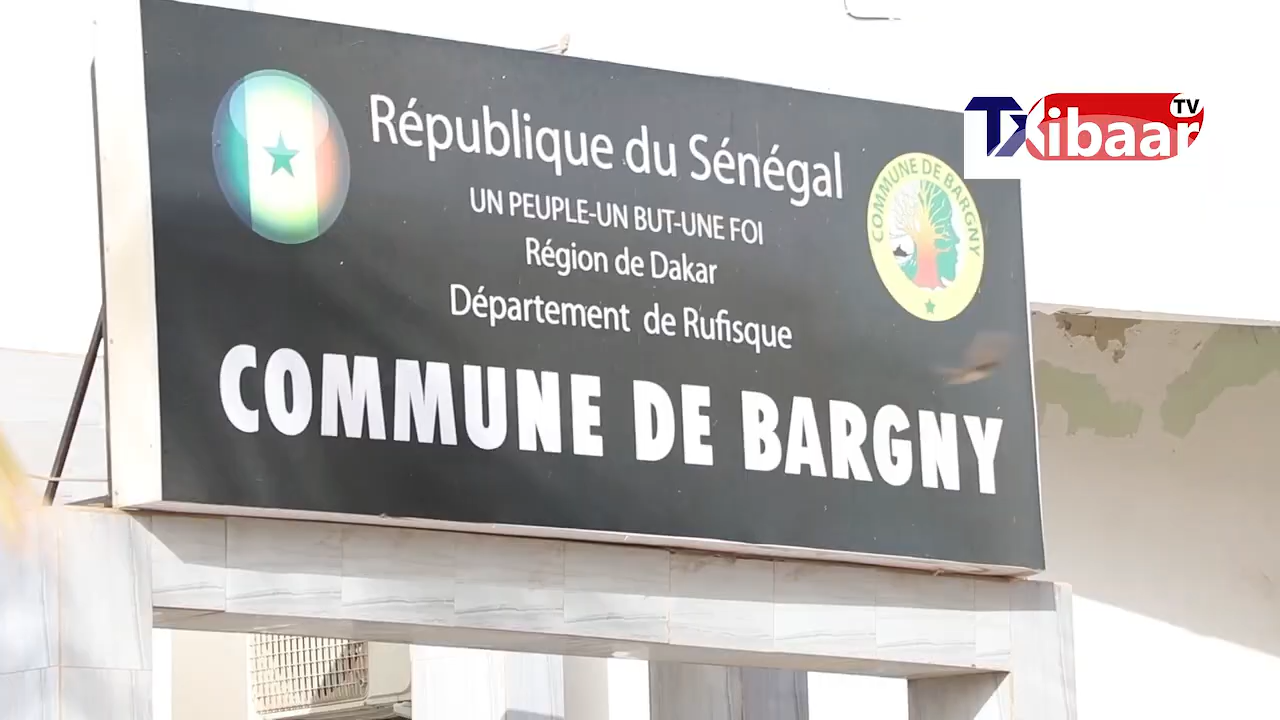 République du Sénégal
UN PEUPLE-UN BUT-UNE FOI
Région de Dakar
Département de Rufisque
COMMUNE DE BARGNY
COMMUNE DE BARGNY
TXibaar TV